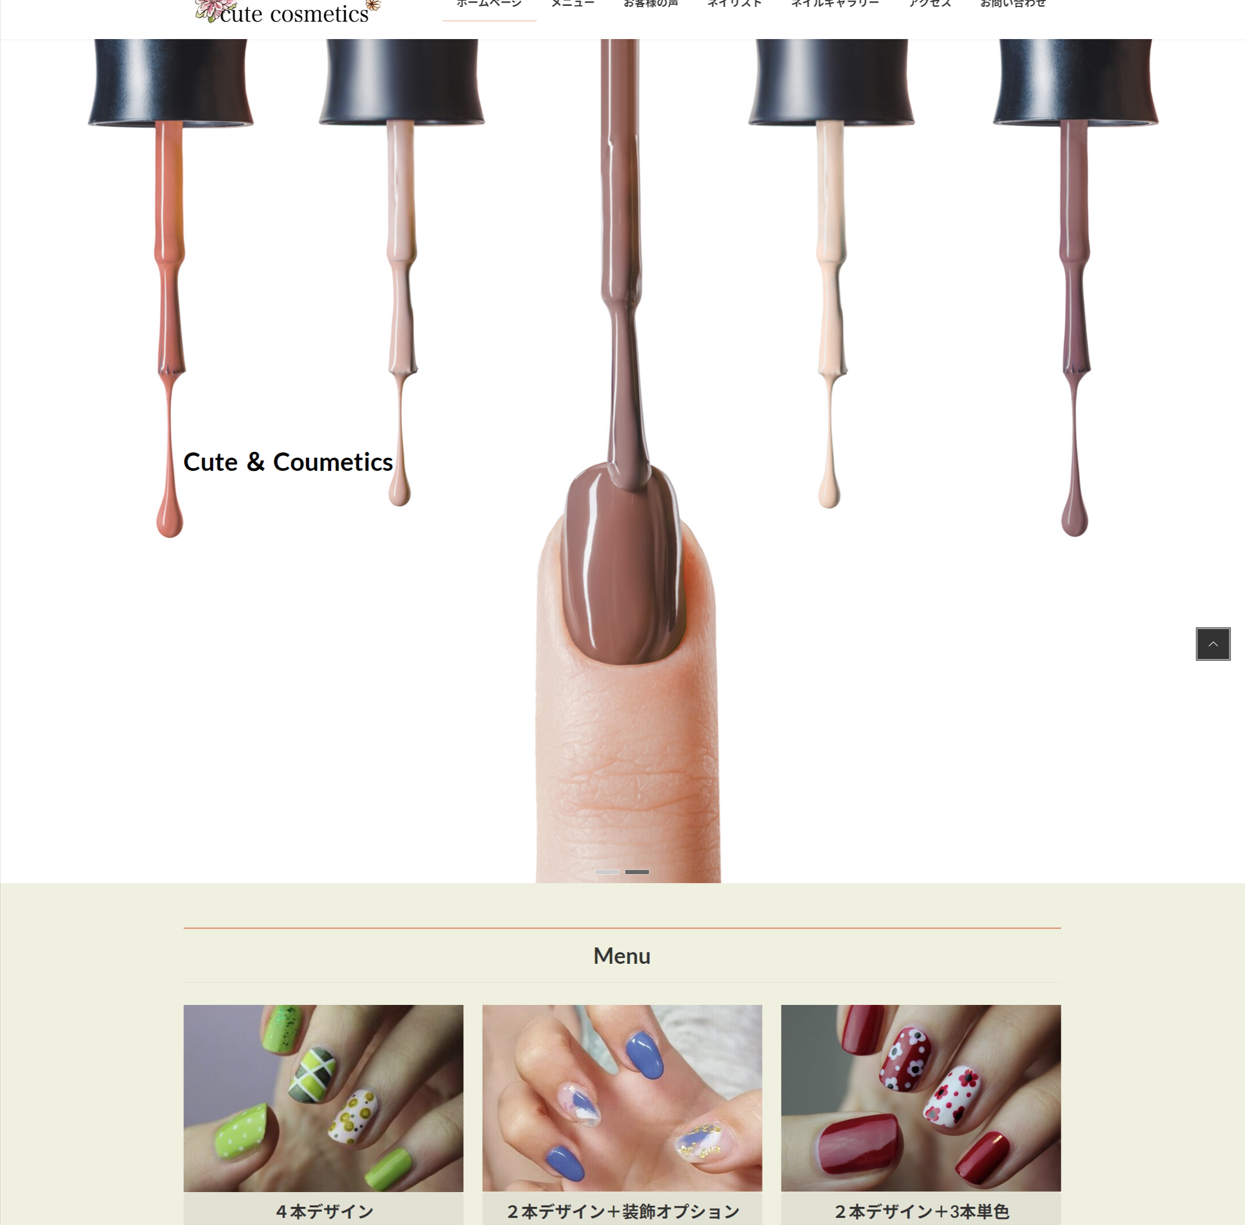 cute cosmetics
ホームページ メニュー お客様の声 ネイリスト ネイルギャラリー アクセス お問い合わせ
Cute & Coumetics
Menu
４本デザイン
２本デザイン＋装飾オプション
２本デザイン＋3本単色